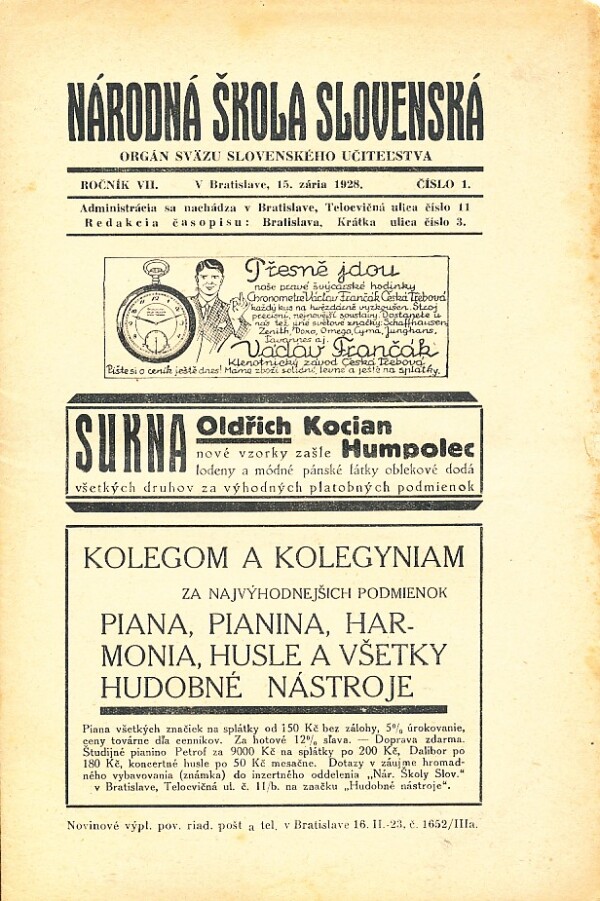 NÁRODNÁ ŠKOLA SLOVENSKÁ
ORGÁN SVÄZU SLOVENSKÉHO UČITEĽSTVA
ROČNÍK VII. V Bratislave, 15. zária 1928. ČÍSLO 1.
Administrácia sa nachádza v Bratislave, Telocvičná ulica číslo 11
Redakcia časopisu: Bratislava, Krátka ulica číslo 3.
Přesně jdou
naše pravé švýcarské hodinky
Chronometre Václav Frančák Česká Třebová
každý kus na hvězdárně vyzkoušen. Stroj
precisní, nejnovější soustavy. Dostanete u
nás též jiné světové značky: Schaffhausen,
Zenith, Doxa, Omega, Cyma, Junghans,
Tavannes aj.
Václav Frančák
Klenotnický závod Česká Třebová
Pište si o ceník ještě dnes! Máme zboží solidní, levné a ještě na splátky.
SUKNA Oldřich Kocian
nové vzorky zašle Humpolec
lodeny a módné pánské látky oblekové dodá
všetkých druhov za výhodných platobných podmienok
KOLEGOM A KOLEGYNIAM
ZA NAJVÝHODNEJŠICH PODMIENOK
PIANA, PIANINA, HAR-
MONIA, HUSLE A VŠETKY
HUDOBNÉ NÁSTROJE
Piana všetkých značiek na splátky od 150 Kč bez zálohy, 5% úrokovanie,
ceny továrne dľa cenníkov. Za hotové 12% sľava. — Doprava zdarma.
Študijné pianino Petrof za 9000 Kč na splátky po 200 Kč, Dalibor po
180 Kč, koncertné husle po 50 Kč mesačne. Dotazy v záujme hromad-
ného vybavovania (známka) do inzertného oddelenia „Nár. Školy Slov."
v Bratislave, Telocvičná ul. č. 11/b. na značku „Hudobné nástroje".
Novinové výpl. pov. riad. pošt a tel. v Bratislave 16. II.-23. č. 1652/IIIa.